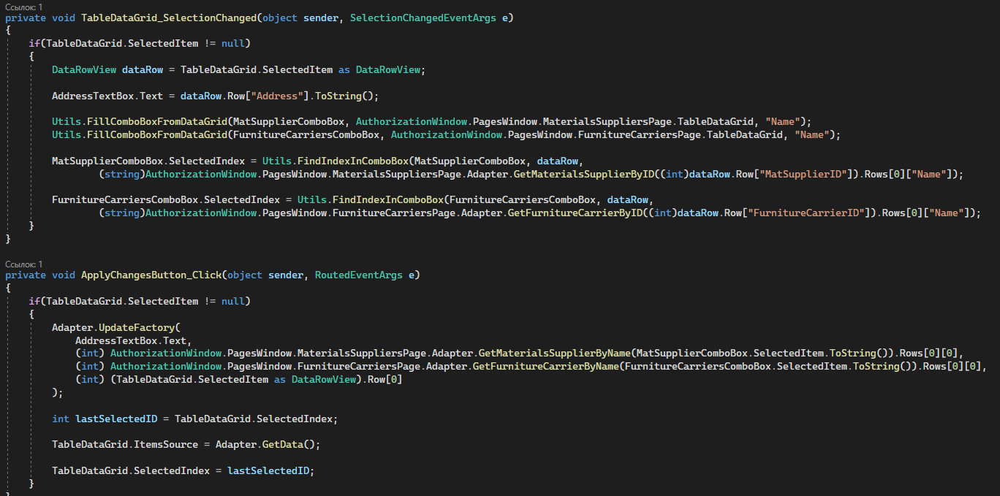 Ссылок: 1
private void TableDataGrid_SelectionChanged(object sender, SelectionChangedEventArgs e)
{
    if(TableDataGrid.SelectedItem != null)
    {
        DataRowView dataRow = TableDataGrid.SelectedItem as DataRowView;

        AddressTextBox.Text = dataRow.Row["Address"].ToString();

        Utils.FillComboBoxFromDataGrid(MatSupplierComboBox, AuthorizationWindow.PagesWindow.MaterialsSuppliersPage.TableDataGrid, "Name");
        Utils.FillComboBoxFromDataGrid(FurnitureCarriersComboBox, AuthorizationWindow.PagesWindow.FurnitureCarriersPage.TableDataGrid, "Name");

        MatSupplierComboBox.SelectedIndex = Utils.FindIndexInComboBox(MatSupplierComboBox, dataRow,
                (string)AuthorizationWindow.PagesWindow.MaterialsSuppliersPage.Adapter.GetMaterialsSupplierByID((int)dataRow.Row["MatSupplierID"]).Rows[0]["Name"]);

        FurnitureCarriersComboBox.SelectedIndex = Utils.FindIndexInComboBox(FurnitureCarriersComboBox, dataRow,
                (string)AuthorizationWindow.PagesWindow.FurnitureCarriersPage.Adapter.GetFurnitureCarrierByID((int)dataRow.Row["FurnitureCarrierID"]).Rows[0]["Name"]);
    }
}

Ссылок: 1
private void ApplyChangesButton_Click(object sender, RoutedEventArgs e)
{
    if(TableDataGrid.SelectedItem != null)
    {
        Adapter.UpdateFactory(
            AddressTextBox.Text,
            (int) AuthorizationWindow.PagesWindow.MaterialsSuppliersPage.Adapter.GetMaterialsSupplierByName(MatSupplierComboBox.SelectedItem.ToString()).Rows[0][0],
            (int) AuthorizationWindow.PagesWindow.FurnitureCarriersPage.Adapter.GetFurnitureCarrierByName(FurnitureCarriersComboBox.SelectedItem.ToString()).Rows[0][0],
            (int) (TableDataGrid.SelectedItem as DataRowView).Row[0]
        );

        int lastSelectedID = TableDataGrid.SelectedIndex;

        TableDataGrid.ItemsSource = Adapter.GetData();

        TableDataGrid.SelectedIndex = lastSelectedID;
    }
}